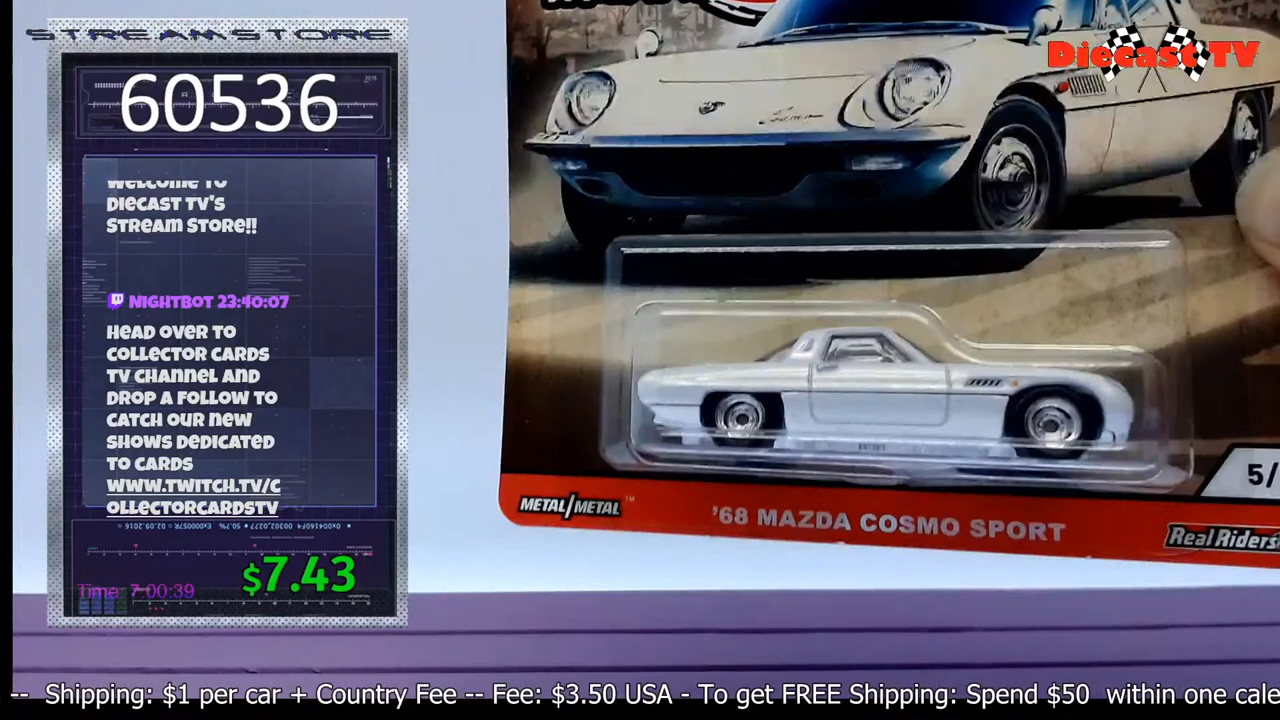 STREAMSTORE
60536
WELCOME TO
DIECAST TV'S
STREAM STORE!!
NIGHTBOT 23:40:07
HEAD OVER TO
COLLECTOR CARDS
TV CHANNEL AND
DROP A FOLLOW TO
CATCH OUR NEW
SHOWS DEDICATED
TO CARDS
WWW.TWITCH.TV/C
OLLECTORCARDSTV
$7.43
Time: 7:00:39
Diecast TV
Cosmo
METAL/METAL™
'68 MAZDA COSMO SPORT
5/
Real Riders
-- Shipping: $1 per car + Country Fee -- Fee: $3.50 USA - To get FREE Shipping: Spend $50 within one cale